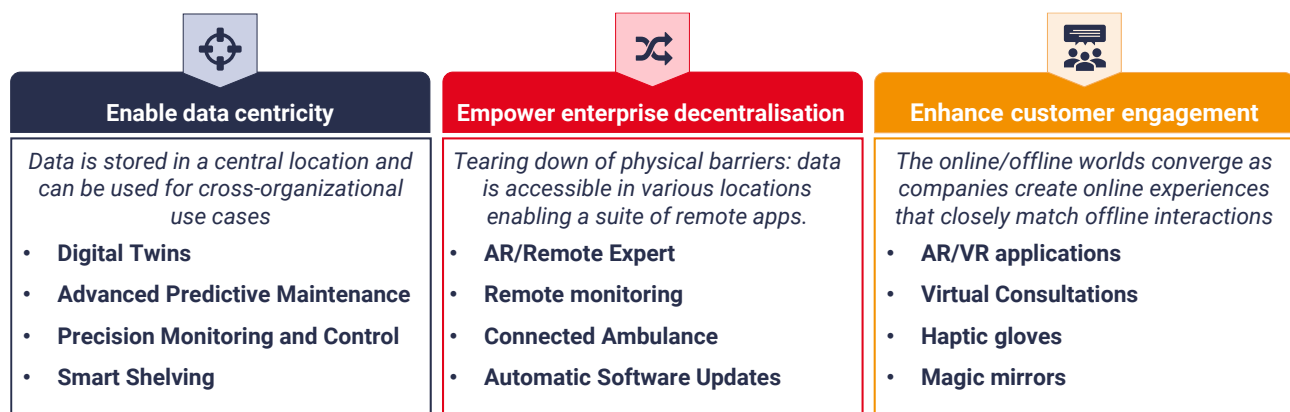 Enable data centricity
Data is stored in a central location and
can be used for cross-organizational
use cases
• Digital Twins
• Advanced Predictive Maintenance
• Precision Monitoring and Control
• Smart Shelving
Empower enterprise decentralisation
Tearing down of physical barriers: data
is accessible in various locations
enabling a suite of remote apps.
• AR/Remote Expert
• Remote monitoring
• Connected Ambulance
• Automatic Software Updates
Enhance customer engagement
The online/offline worlds converge as
companies create online experiences
that closely match offline interactions
• AR/VR applications
• Virtual Consultations
• Haptic gloves
• Magic mirrors